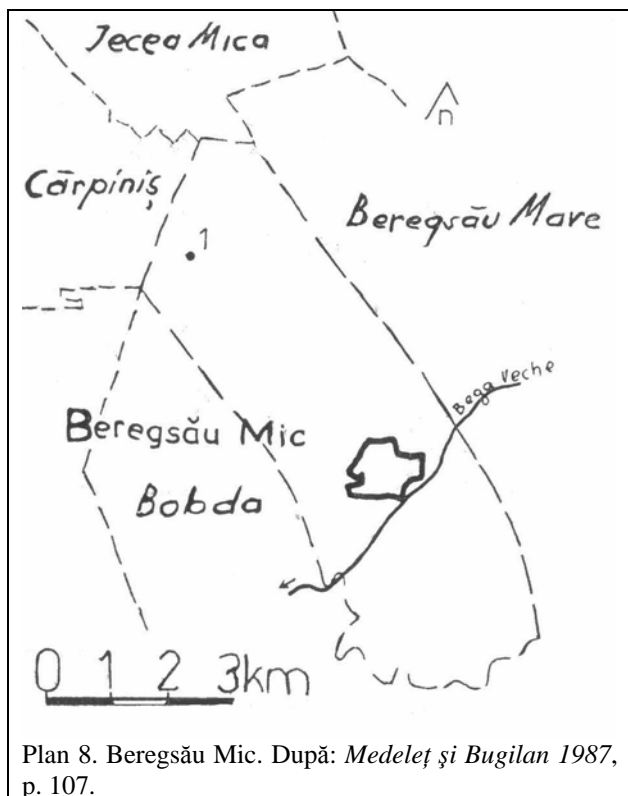 Jecea Mica
n
Cărpiniș
Beregsău Mare
1
Bega Veche
Beregsău Mic
Bobda
0 1 2 3km
Plan 8. Beregsău Mic. După: Medeleț și Bugilan 1987,
p. 107.